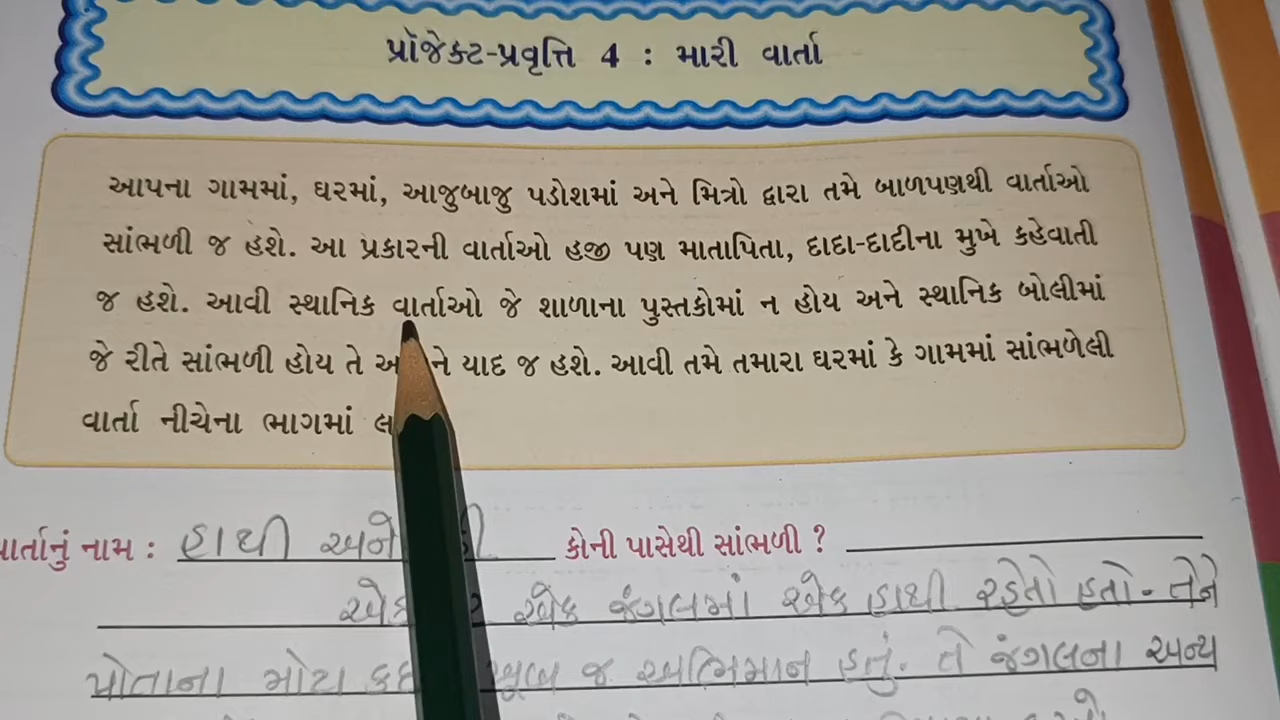 પ્રૉજેક્ટ-પ્રવૃત્તિ 4 : મારી વાર્તા
આપના ગામમાં, ઘરમાં, આજુબાજુ પડોશમાં અને મિત્રો દ્વારા તમે બાળપણથી વાર્તાઓ
સાંભળી જ હશે. આ પ્રકારની વાર્તાઓ હજી પણ માતાપિતા, દાદા-દાદીના મુખે કહેવાતી
જ હશે. આવી સ્થાનિક વાર્તાઓ જે શાળાના પુસ્તકોમાં ન હોય અને સ્થાનિક બોલીમાં
જે રીતે સાંભળી હોય તે યાદ જ હશે. આવી તમે તમારા ઘરમાં કે ગામમાં સાંભળેલી
વાર્તા નીચેના ભાગમાં
વાર્તાનું નામ : હાથી અને કોની પાસેથી સાંભળી ?
એક જંગલમાં એક હાથી રહેતો હતો. તેને
પોતાના મોટા જ અભિમાન હતું. તે જંગલના અન્ય